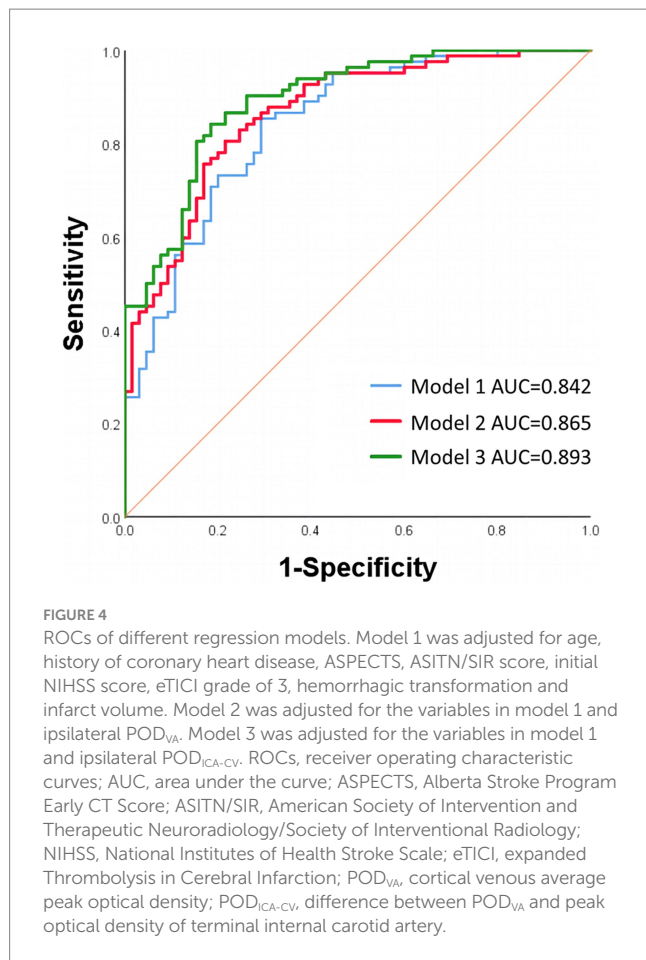 1.0
0.8
0.6
0.4
0.2
0.0
Sensitivity
Model 1 AUC=0.842
Model 2 AUC=0.865
Model 3 AUC=0.893
0.0 0.2 0.4 0.6 0.8 1.0
1-Specificity
FIGURE 4
ROCs of different regression models. Model 1 was adjusted for age,
history of coronary heart disease, ASPECTS, ASITN/SIR score, initial
NIHSS score, eTICI grade of 3, hemorrhagic transformation and
infarct volume. Model 2 was adjusted for the variables in model 1 and
ipsilateral POD_VA. Model 3 was adjusted for the variables in model 1
and ipsilateral POD_ICA-CV. ROCs, receiver operating characteristic
curves; AUC, area under the curve; ASPECTS, Alberta Stroke Program
Early CT Score; ASITN/SIR, American Society of Intervention and
Therapeutic Neuroradiology/Society of Interventional Radiology;
NIHSS, National Institutes of Health Stroke Scale; eTICI, expanded
Thrombolysis in Cerebral Infarction; POD_VA, cortical venous average
peak optical density; POD_ICA-CV, difference between POD_VA and peak
optical density of terminal internal carotid artery.